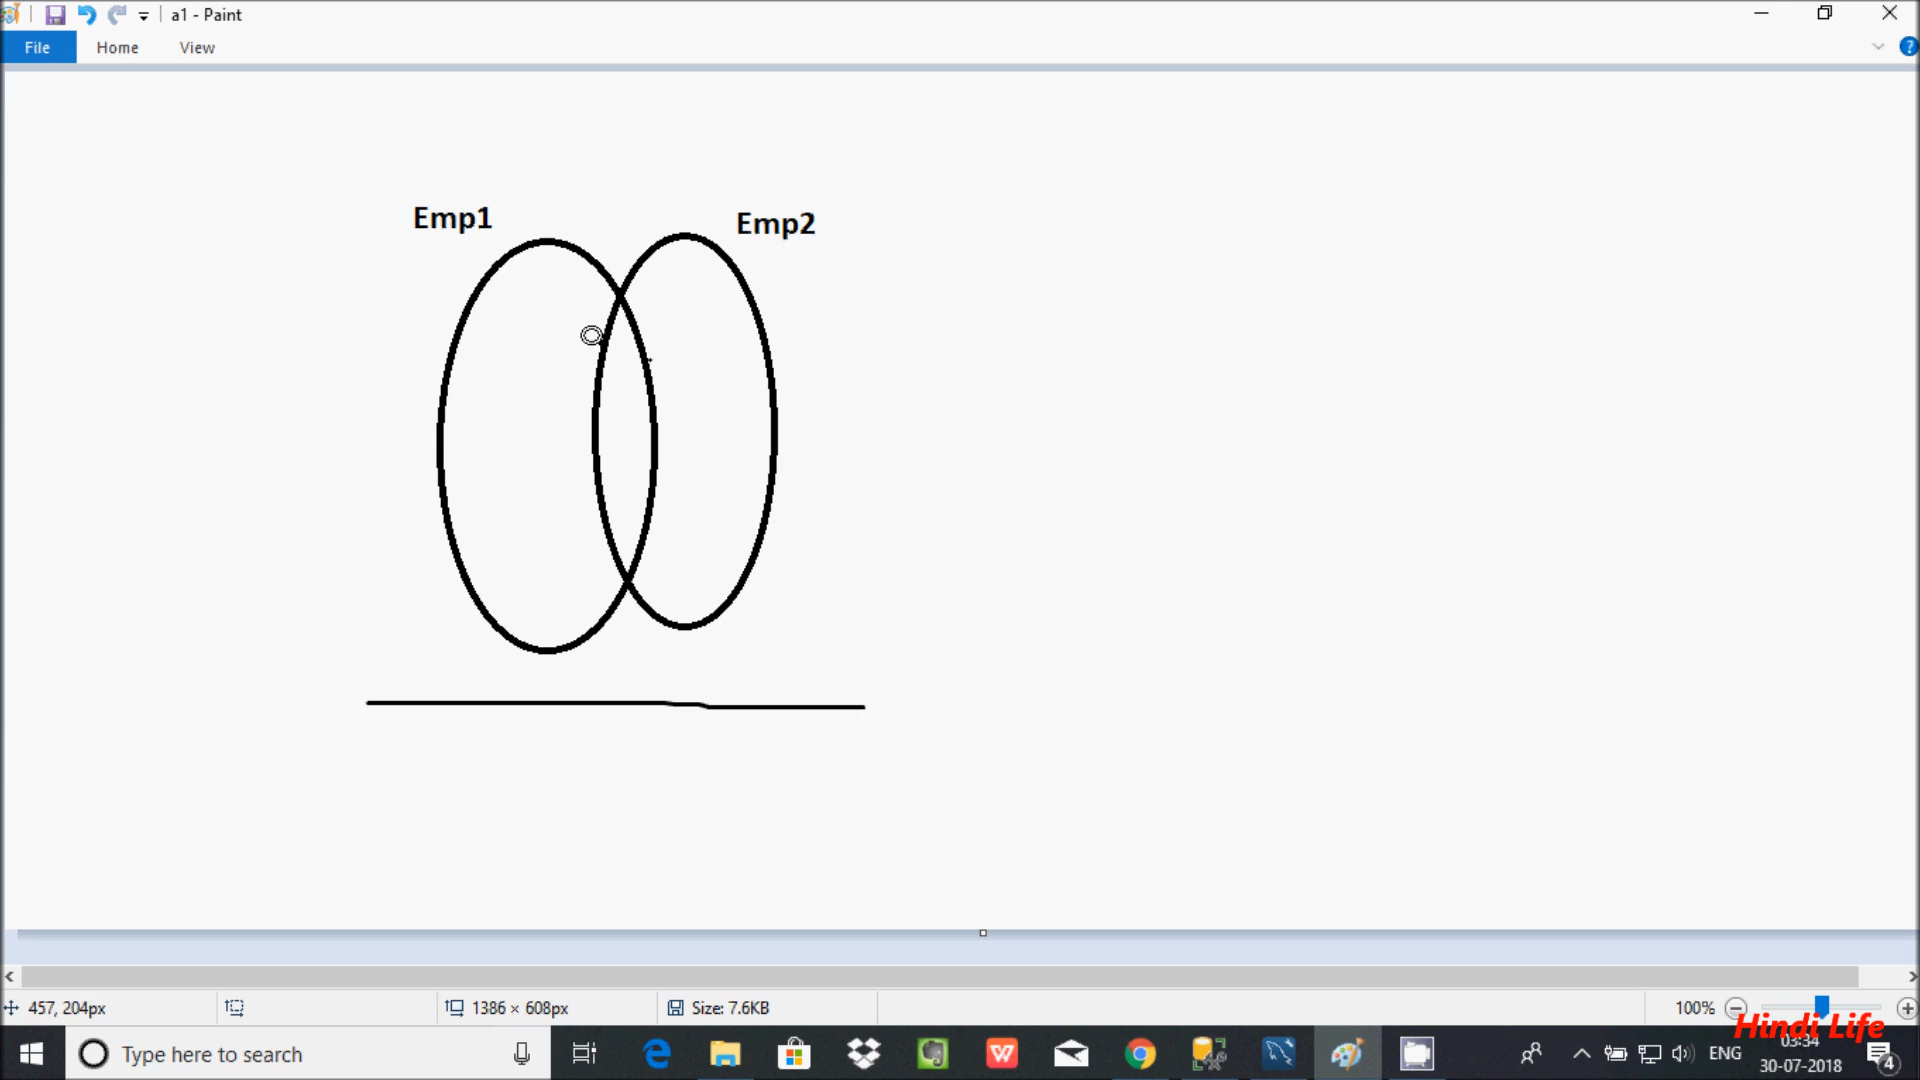 a1 - Paint
File Home View
Emp1
Emp2
457, 204px
1386 × 608px
Size: 7.6KB
100%
Hindi Life
Type here to search
ENG
03:34
30-07-2018
4